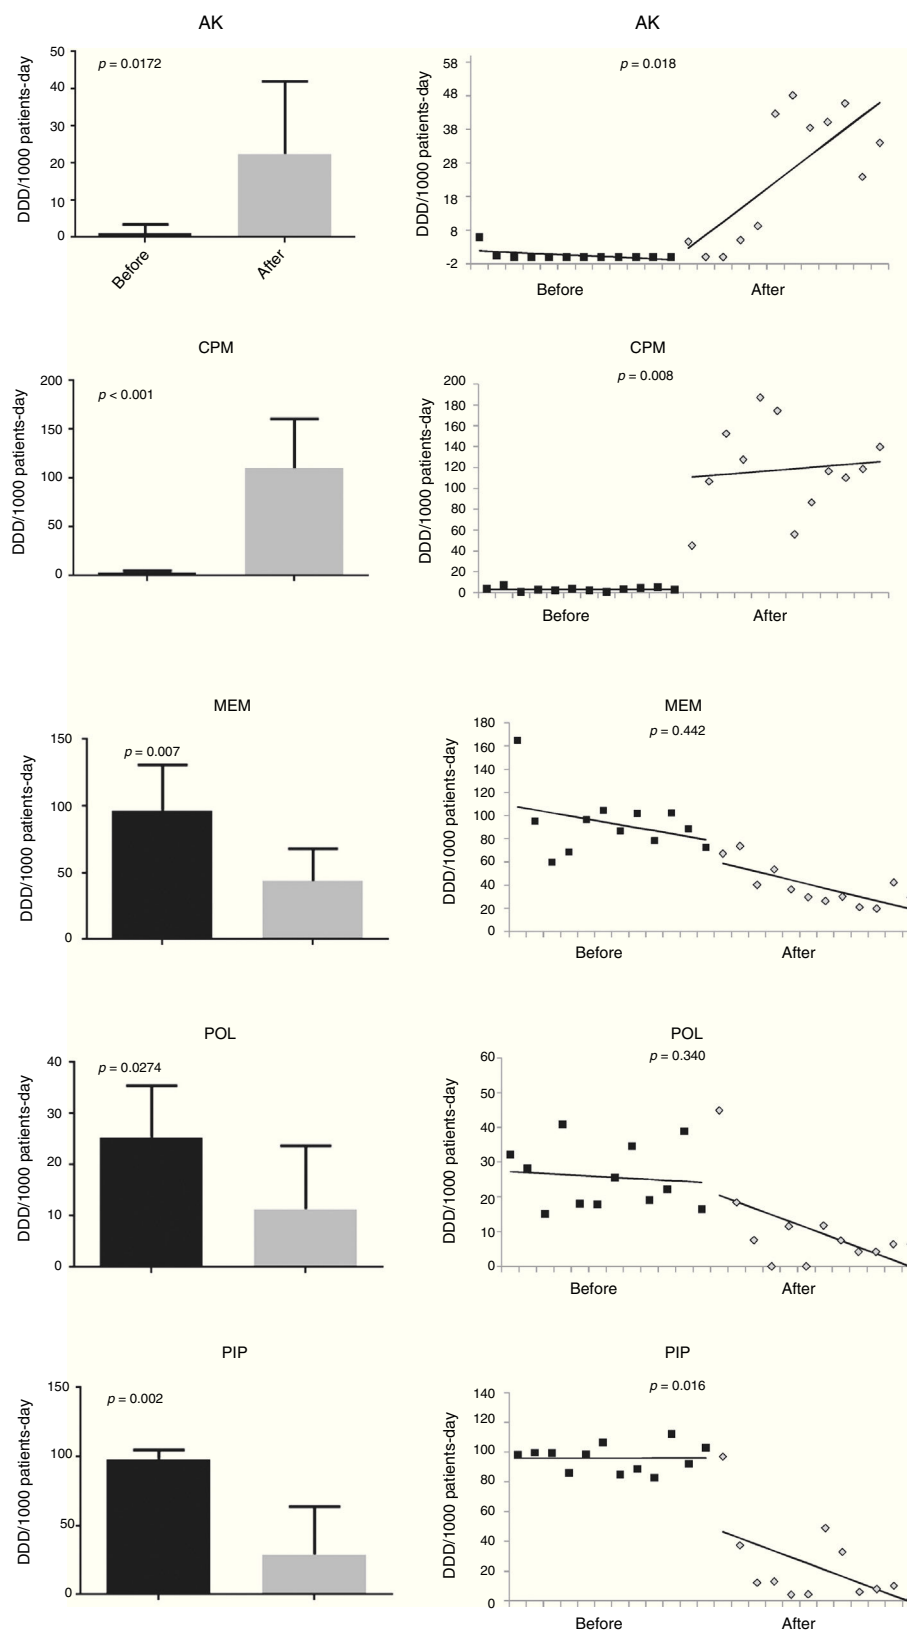 AK
DDD/1000 patients-day
50
40
30
20
10
0
p = 0.0172
Before
After
AK
DDD/1000 patients-day
58
48
38
28
18
8
-2
p = 0.018
Before
After
CPM
DDD/1000 patients-day
200
150
100
50
0
p < 0.001
CPM
DDD/1000 patients-day
200
180
160
140
120
100
80
60
40
20
0
p = 0.008
Before
After
MEM
DDD/1000 patients-day
150
100
50
0
p = 0.007
MEM
DDD/1000 patients-day
180
160
140
120
100
80
60
40
20
0
p = 0.442
Before
After
POL
DDD/1000 patients-day
40
30
20
10
0
p = 0.0274
POL
DDD/1000 patients-day
60
50
40
30
20
10
0
p = 0.340
Before
After
PIP
DDD/1000 patients-day
150
100
50
0
p = 0.002
PIP
DDD/1000 patients-day
140
120
100
80
60
40
20
0
p = 0.016
Before
After